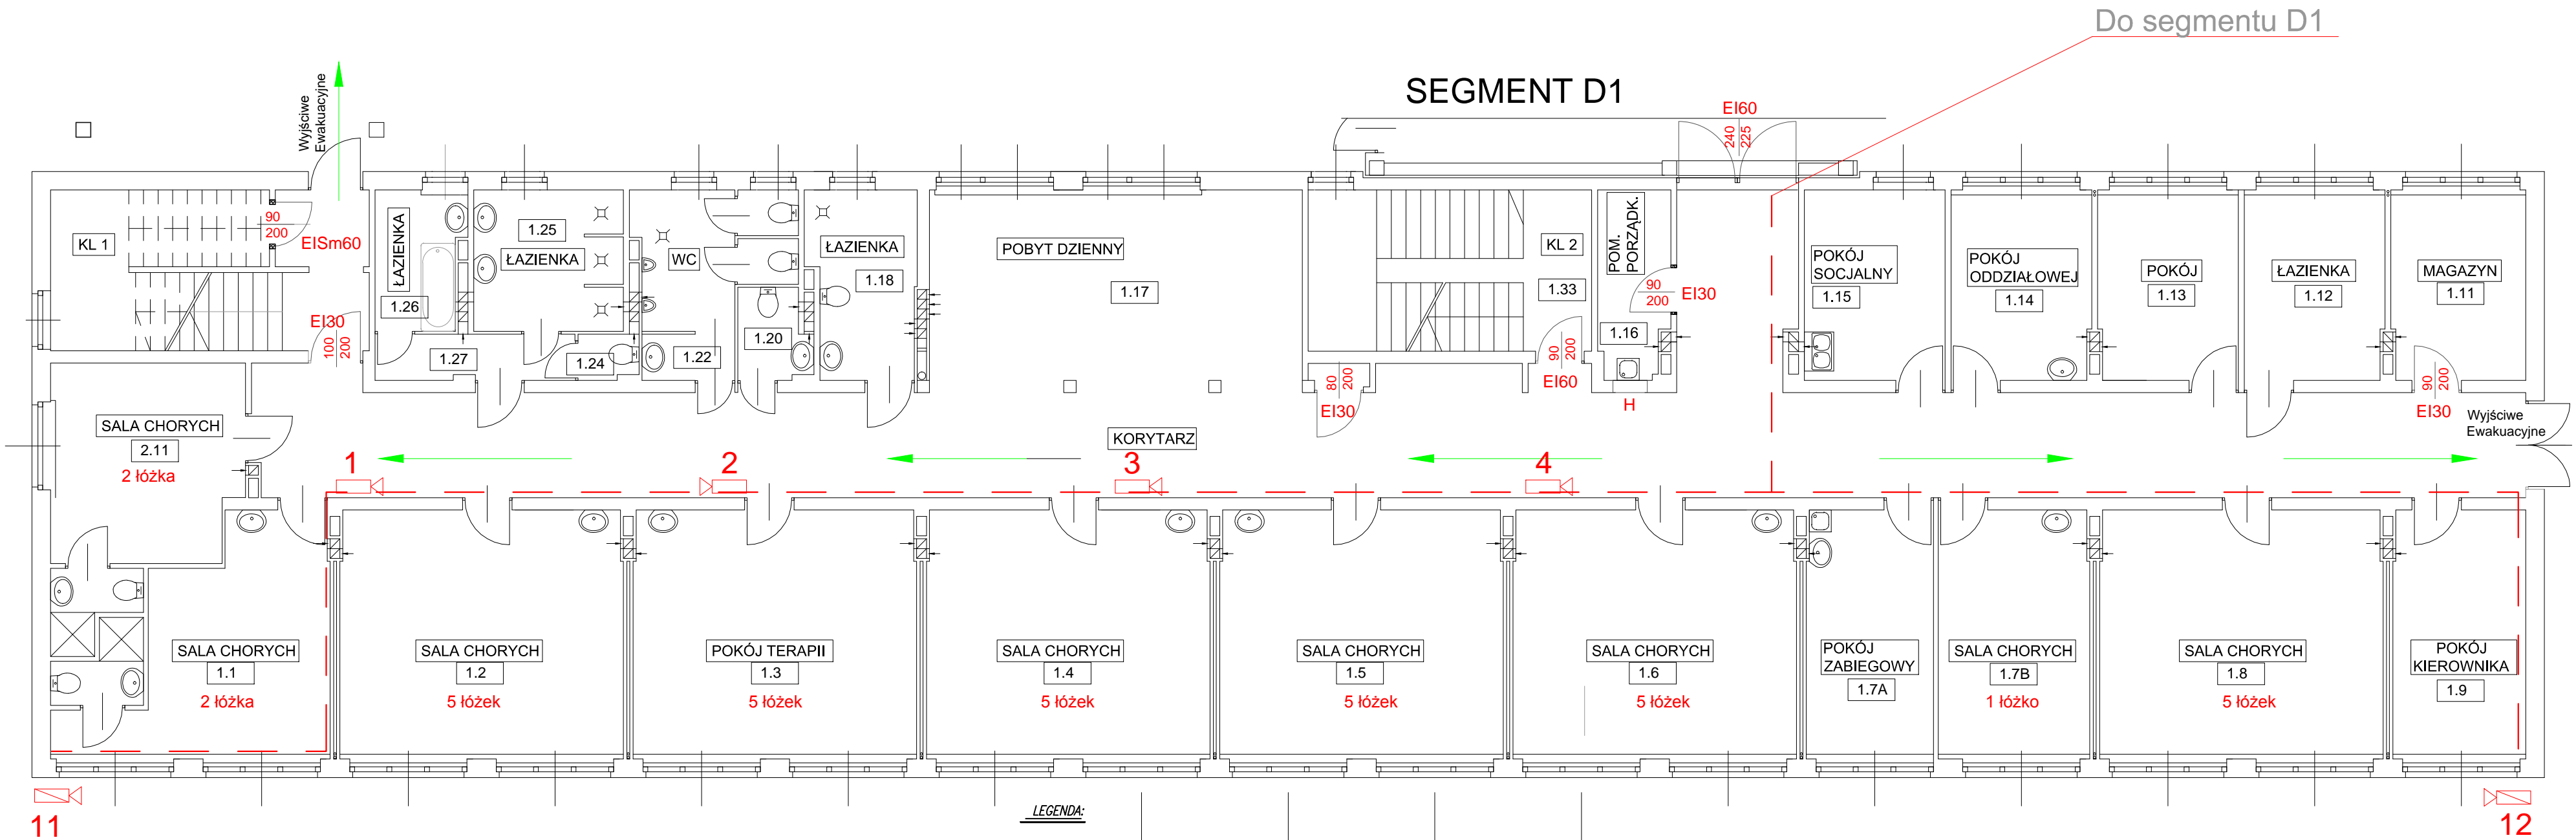 Do segmentu D1
SEGMENT D1
Wyjściwe
Ewakuacyjne
EI60
240
225
KL 1
90
200
EISm60
EI30
100
200
ŁAZIENKA
1.26
1.25
ŁAZIENKA
WC
ŁAZIENKA
1.18
1.27
1.24
1.22
1.20
POBYT DZIENNY
1.17
KL 2
1.33
POM.
PORZĄDK.
1.16
90
200
EI30
90
200
EI60
80
200
EI30
H
POKÓJ
SOCJALNY
1.15
POKÓJ
ODDZIAŁOWEJ
1.14
POKÓJ
1.13
ŁAZIENKA
1.12
MAGAZYN
1.11
90
200
EI30
Wyjściwe
Ewakuacyjne
SALA CHORYCH
2.11
2 łóżka
KORYTARZ
1
2
3
4
SALA CHORYCH
1.1
2 łóżka
SALA CHORYCH
1.2
5 łóżek
POKÓJ TERAPII
1.3
5 łóżek
SALA CHORYCH
1.4
5 łóżek
SALA CHORYCH
1.5
5 łóżek
SALA CHORYCH
1.6
5 łóżek
POKÓJ
ZABIEGOWY
1.7A
SALA CHORYCH
1.7B
1 łóżko
SALA CHORYCH
1.8
5 łóżek
POKÓJ
KIEROWNIKA
1.9
11
LEGENDA:
12